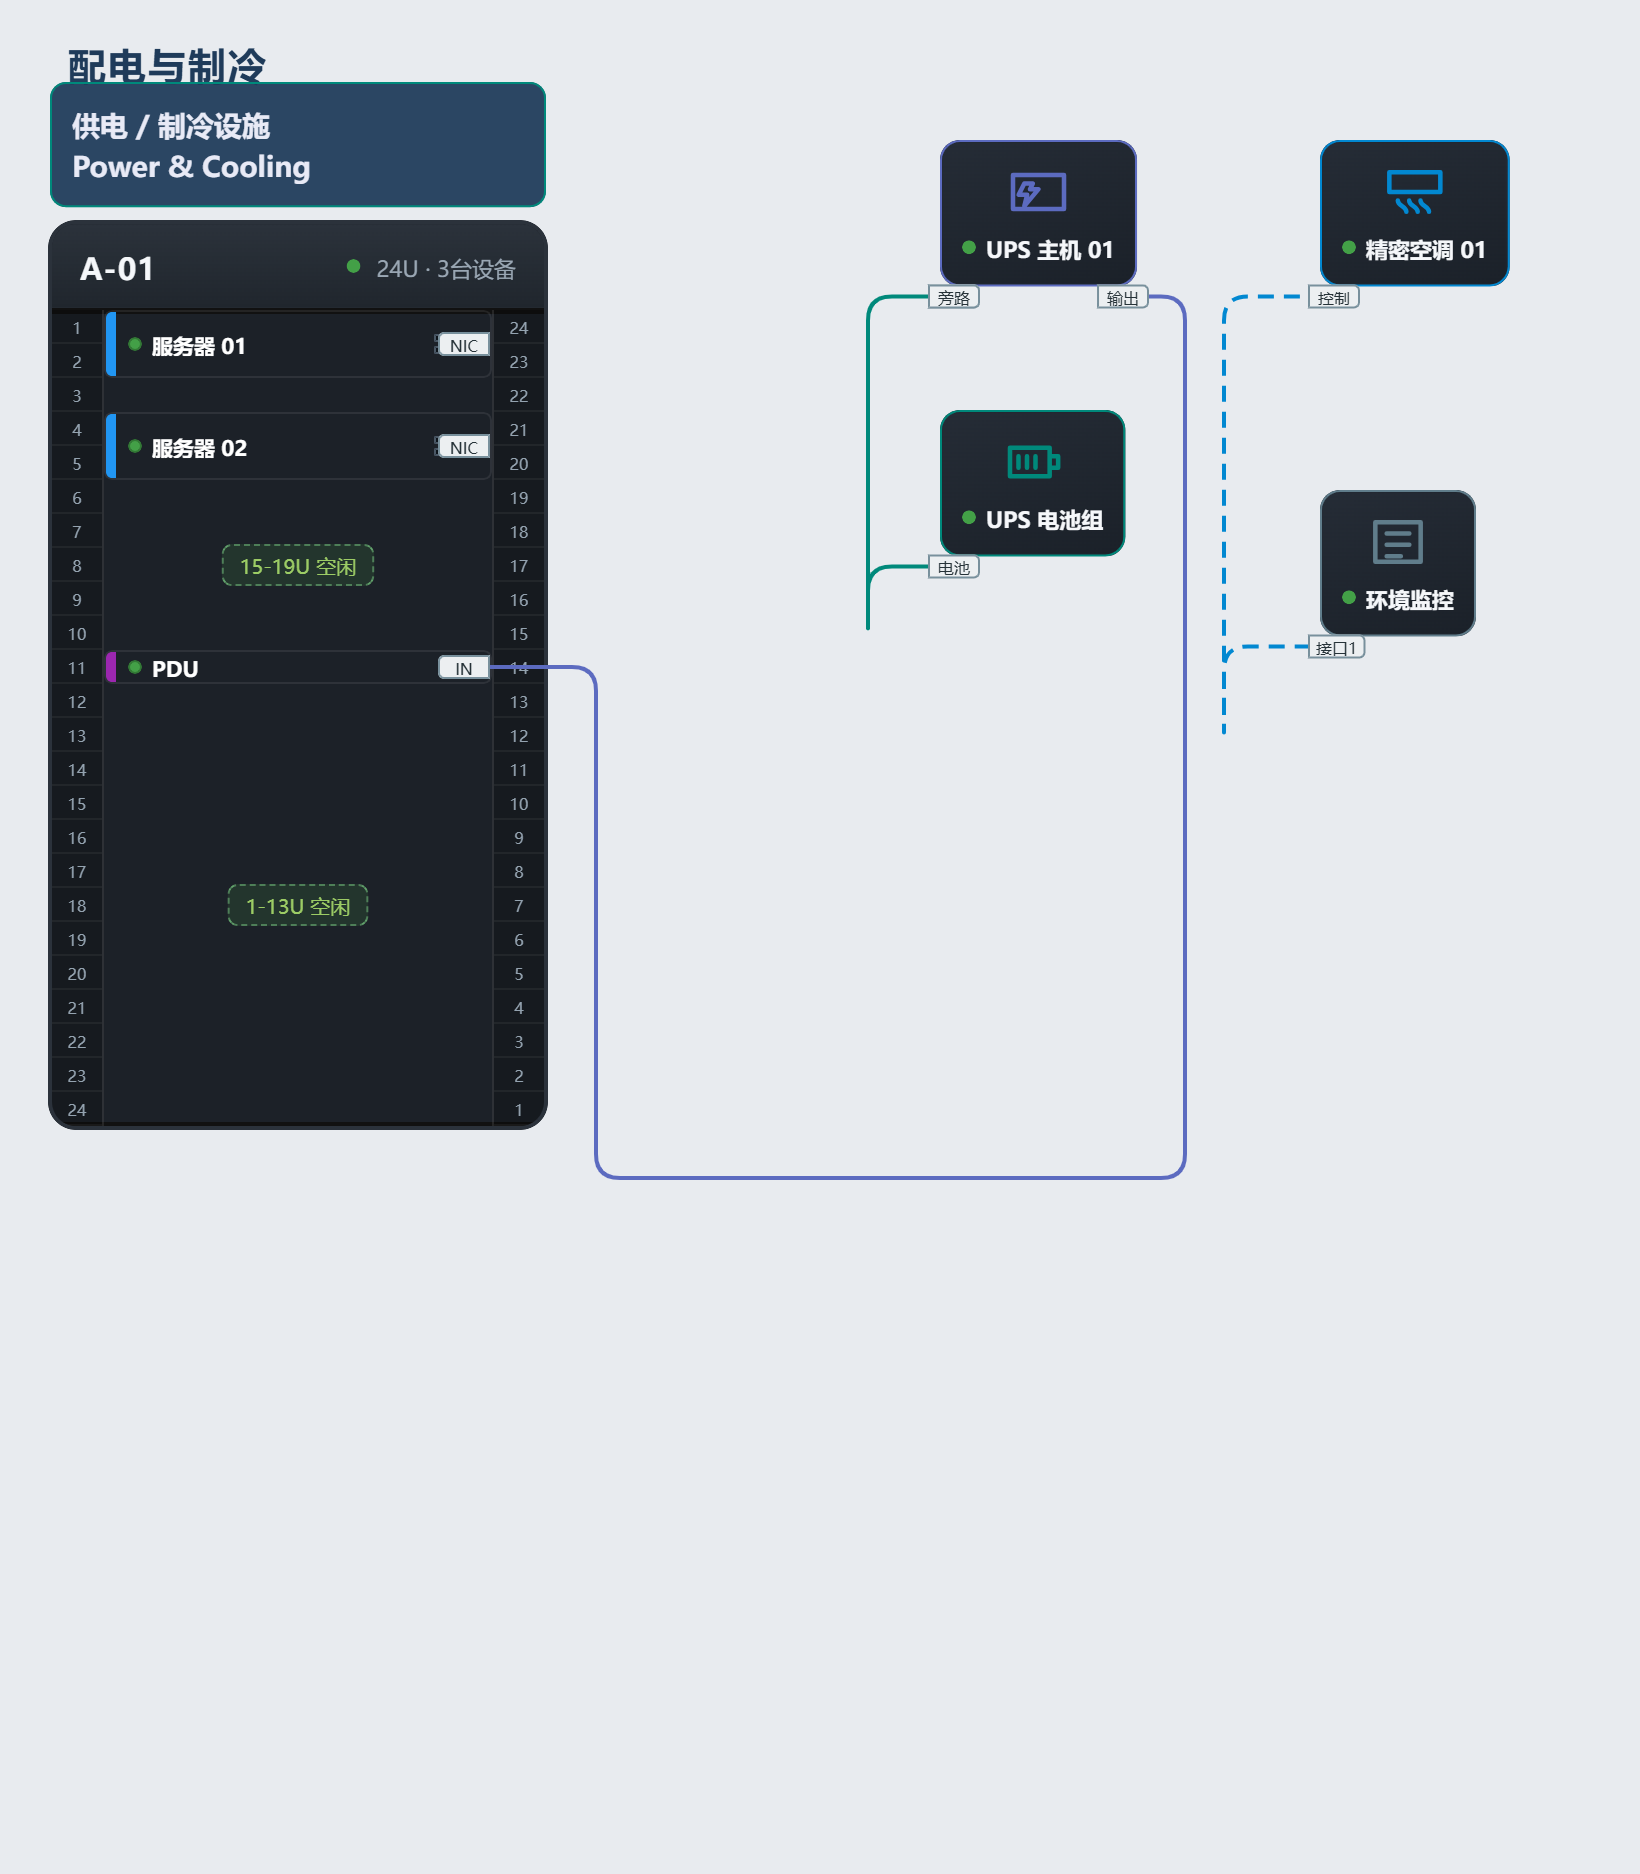 配电与制冷
供电 / 制冷设施
Power & Cooling
A-01
24U · 3台设备
1 服务器 01 NIC 24
2 23
3 22
4 服务器 02 NIC 21
5 20
6 19
7 18
8 15-19U 空闲 17
9 16
10 15
11 PDU IN 14
12 13
13 12
14 11
15 10
16 9
17 8
18 1-13U 空闲 7
19 6
20 5
21 4
22 3
23 2
24 1
UPS 主机 01
旁路
输出
UPS 电池组
电池
精密空调 01
控制
环境监控
接口1